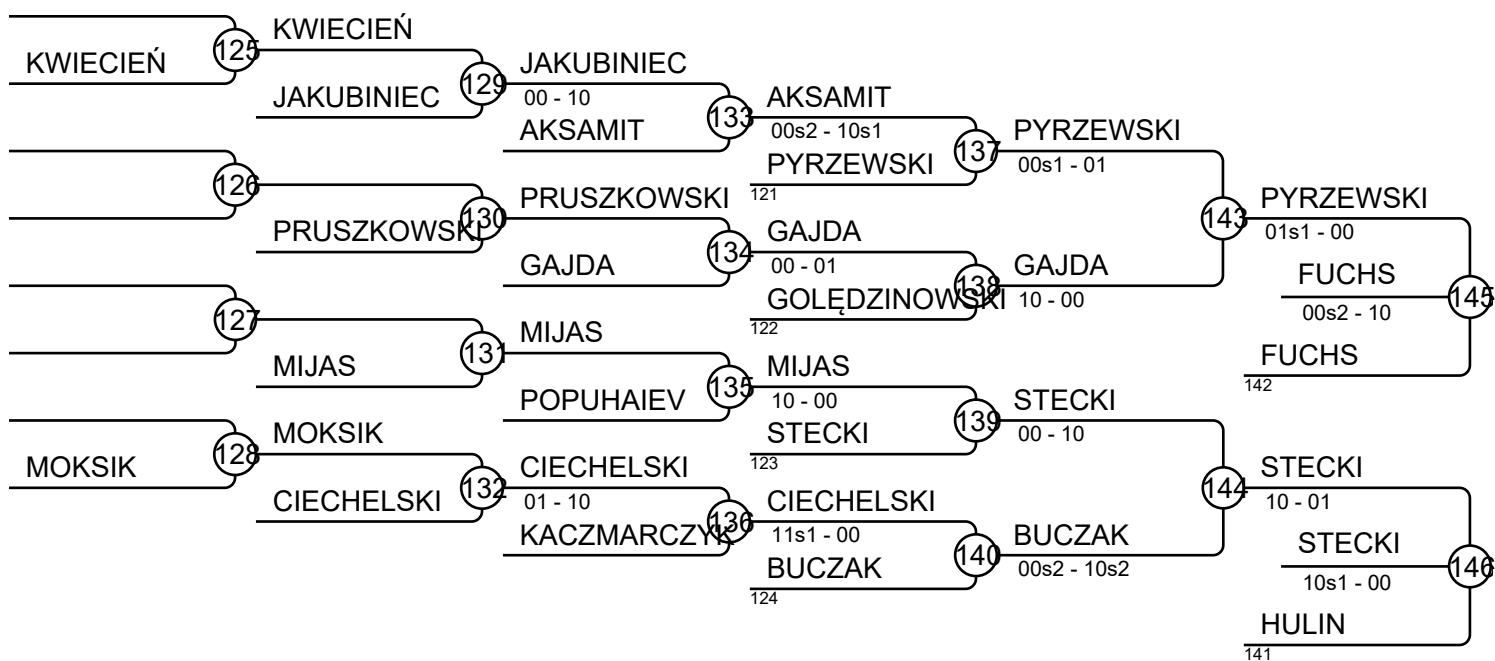 KWIECIEŃ
125
KWIECIEŃ
JAKUBINIEC
129
JAKUBINIEC
00 - 10
AKSAMIT
133
AKSAMIT
00s2 - 10s1
PYRZEWSKI
121
137
PYRZEWSKI
00s1 - 01
126
PRUSZKOWSKI
130
PRUSZKOWSKI
GAJDA
134
GAJDA
00 - 01
GOLĘDZINOWSKI
122
138
GAJDA
10 - 00
143
PYRZEWSKI
01s1 - 00
FUCHS
00s2 - 10
145
FUCHS
142
127
MIJAS
131
MIJAS
POPUHAIEV
135
MIJAS
10 - 00
STECKI
123
139
STECKI
00 - 10
MOKSIK
128
MOKSIK
CIECHELSKI
132
CIECHELSKI
01 - 10
KACZMARCZYK
136
CIECHELSKI
11s1 - 00
BUCZAK
124
140
BUCZAK
00s2 - 10s2
144
STECKI
10 - 01
STECKI
10s1 - 00
146
HULIN
141